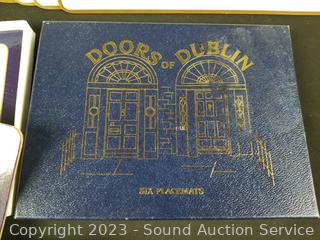 DOORS OF DUBLIN
SIX PLACEMATS
Copyright © 2023 - Sound Auction Service